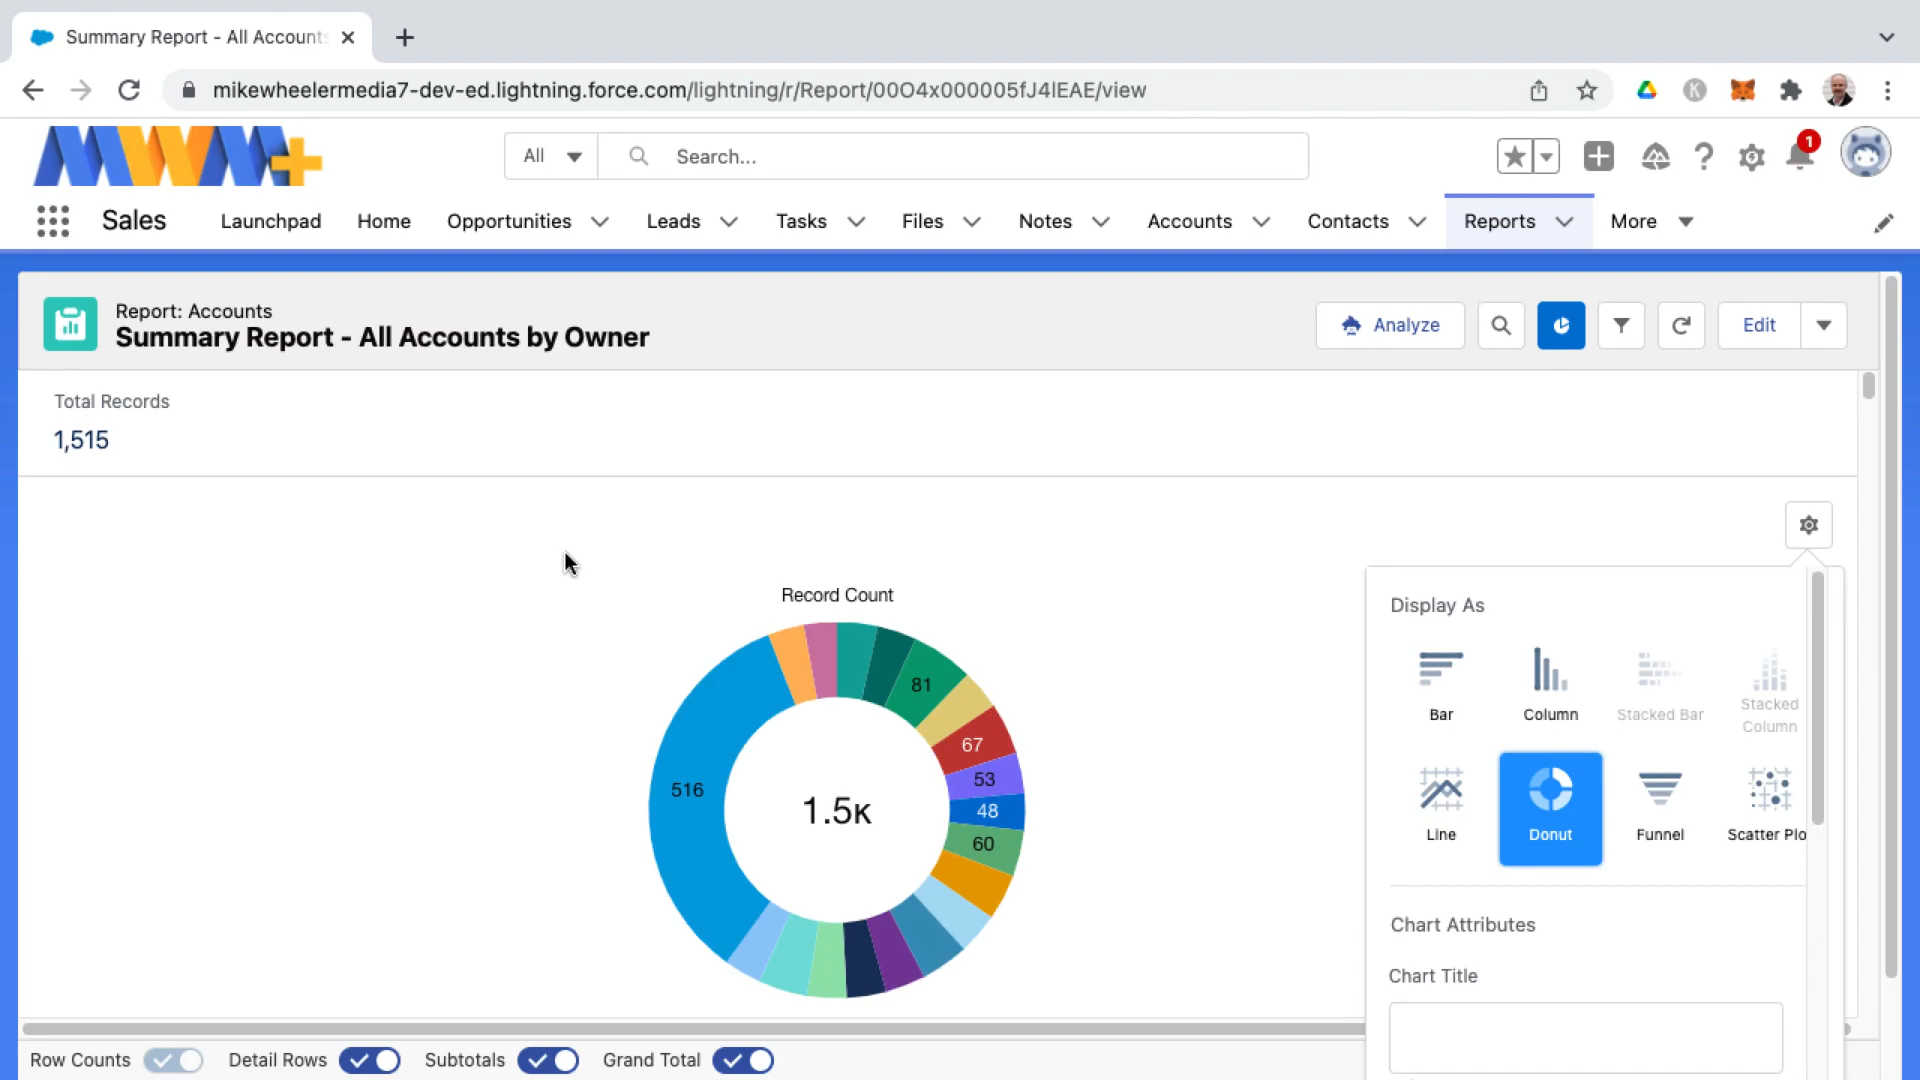 Summary Report - All Accounts
mikewheelermedia7-dev-ed.lightning.force.com/lightning/r/Report/00O4x000005fJ4lEAE/view
K
MWM+
All
Search...
1
Sales
Launchpad
Home
Opportunities
Leads
Tasks
Files
Notes
Accounts
Contacts
Reports
More
Report: Accounts
Summary Report - All Accounts by Owner
Analyze
Edit
Total Records
1,515
Record Count
81
67
53
48
60
516
1.5K
Display As
Bar
Column
Stacked Bar
Stacked
Column
Line
Donut
Funnel
Scatter Plo
Chart Attributes
Chart Title
Row Counts
Detail Rows
Subtotals
Grand Total